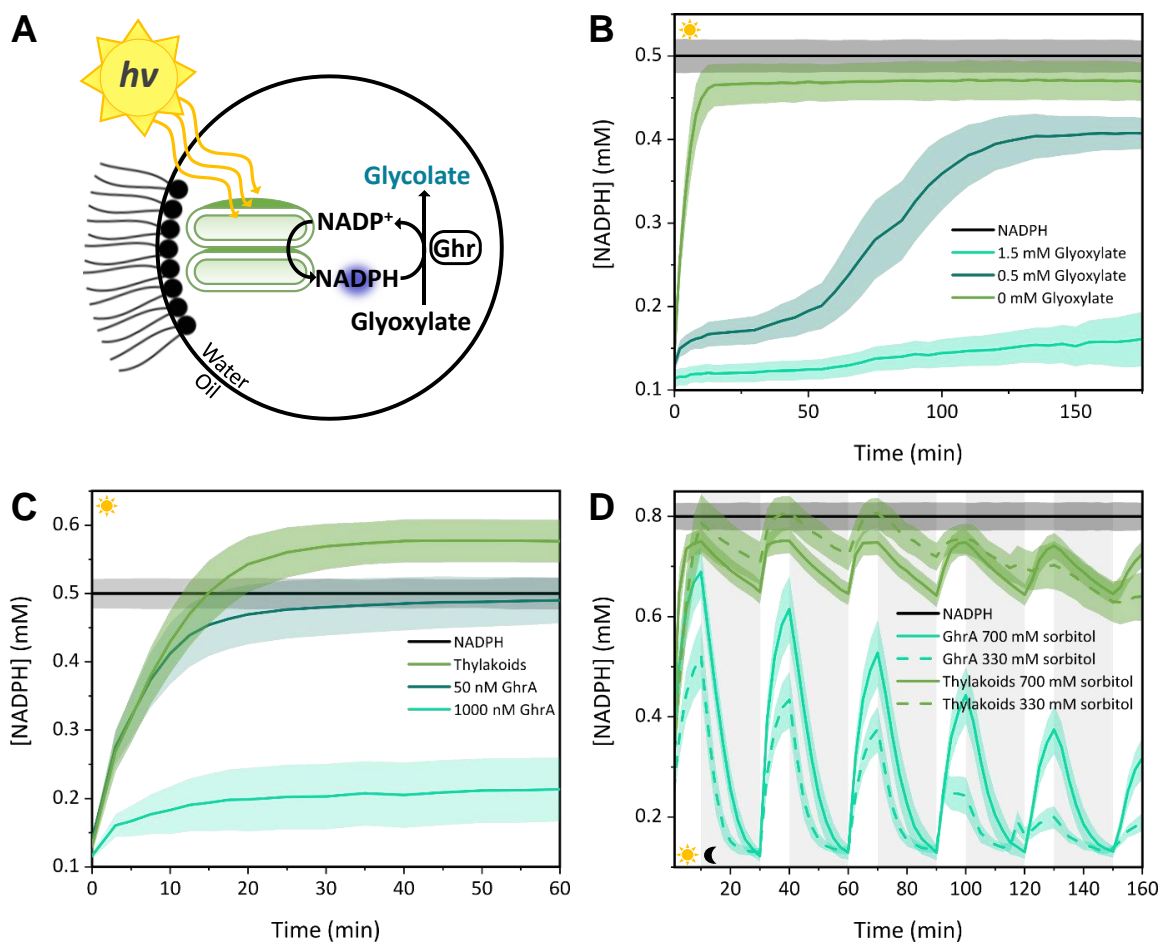 A
hv
Glycolate
NADP+
Ghr
NADPH
Glyoxylate
Water
Oil
B
[NADPH] (mM)
0.5
0.4
0.3
0.2
0.1
NADPH
1.5 mM Glyoxylate
0.5 mM Glyoxylate
0 mM Glyoxylate
0 50 100 150
Time (min)
C
[NADPH] (mM)
0.6
0.5
0.4
0.3
0.2
0.1
NADPH
Thylakoids
50 nM GhrA
1000 nM GhrA
0 10 20 30 40 50 60
Time (min)
D
[NADPH] (mM)
0.8
0.6
0.4
0.2
NADPH
GhrA 700 mM sorbitol
GhrA 330 mM sorbitol
Thylakoids 700 mM sorbitol
Thylakoids 330 mM sorbitol
20 40 60 80 100 120 140 160
Time (min)